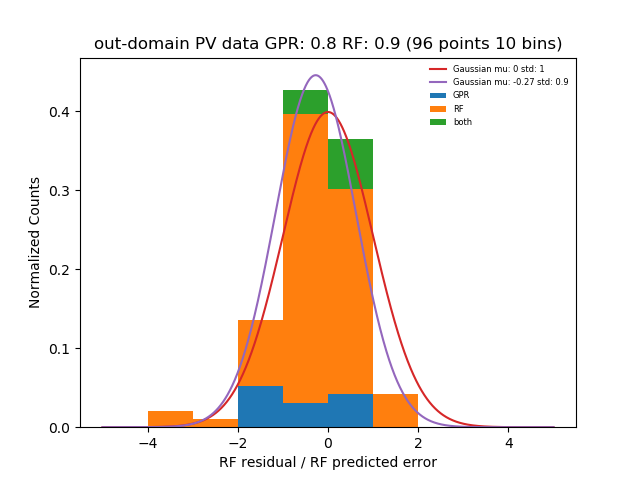 out-domain PV data GPR: 0.8 RF: 0.9 (96 points 10 bins)
Gaussian mu: 0 std: 1
Gaussian mu: -0.27 std: 0.9
GPR
RF
both
Normalized Counts
0.4
0.3
0.2
0.1
0.0
−4 −2 0 2 4
RF residual / RF predicted error